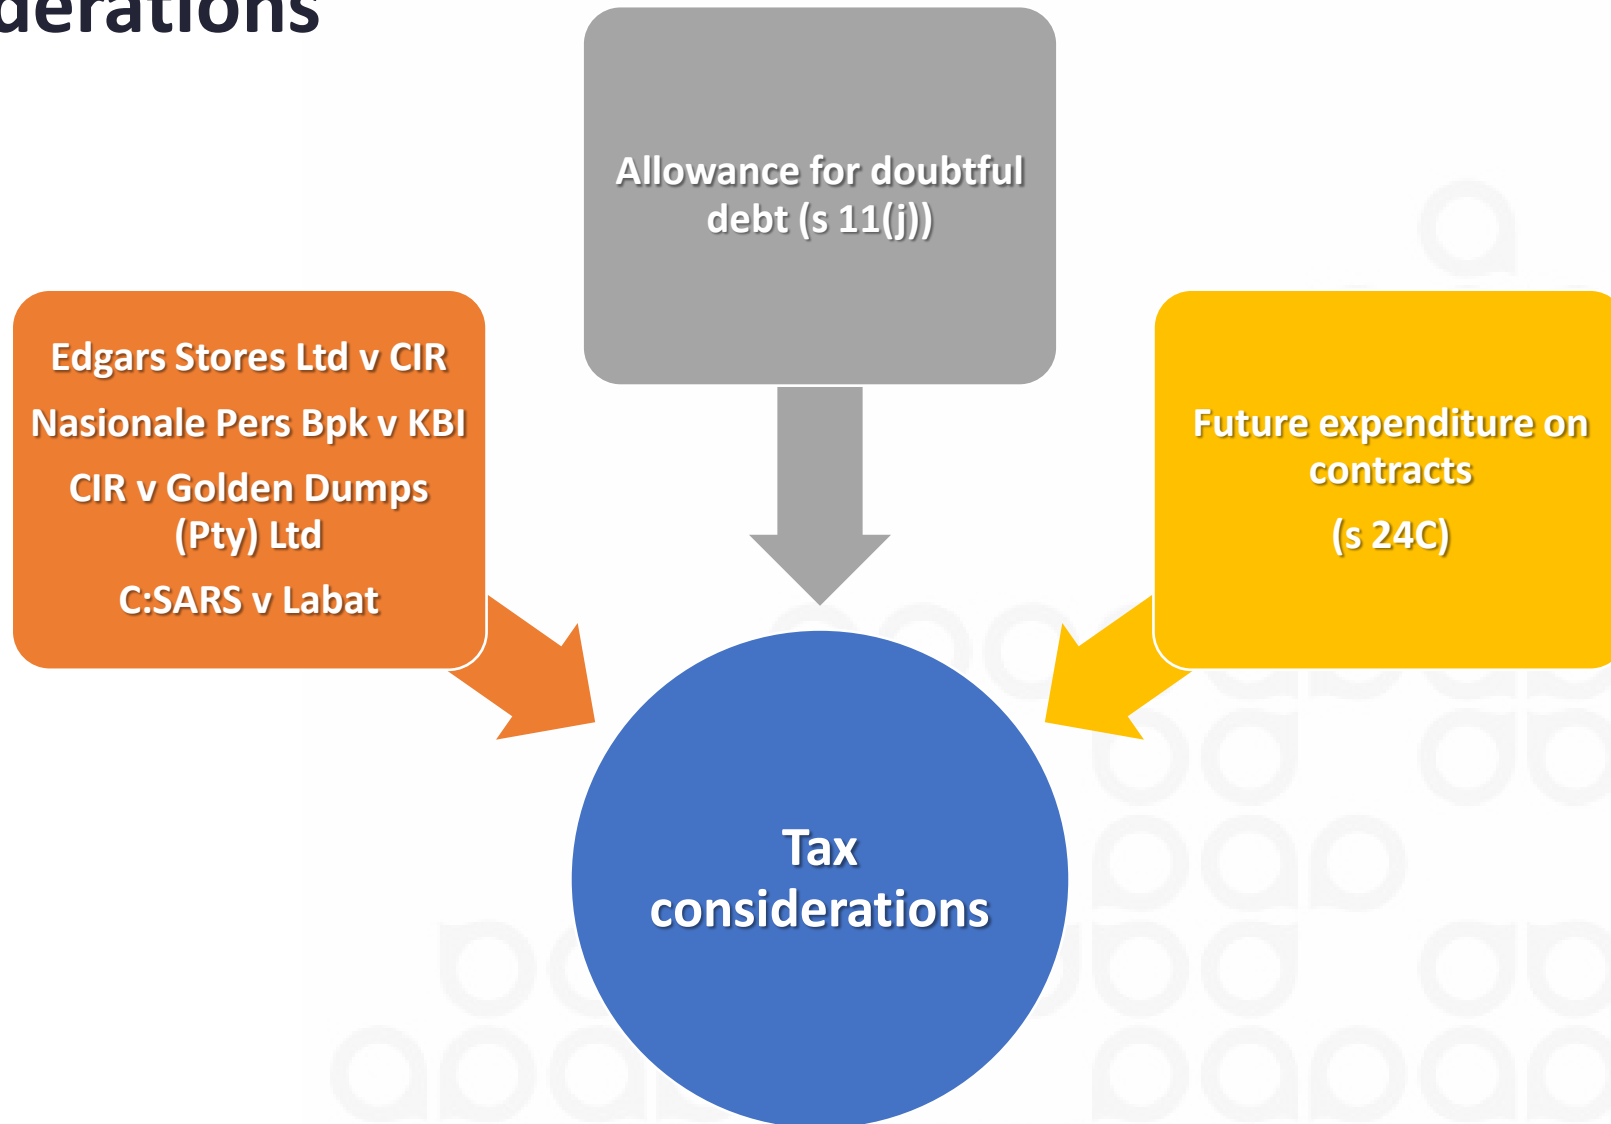 derations
Allowance for doubtful
debt (s 11(j))
Edgars Stores Ltd v CIR
Nasionale Pers Bpk v KBI
CIR v Golden Dumps
(Pty) Ltd
C:SARS v Labat
Future expenditure on
contracts
(s 24C)
Tax
considerations